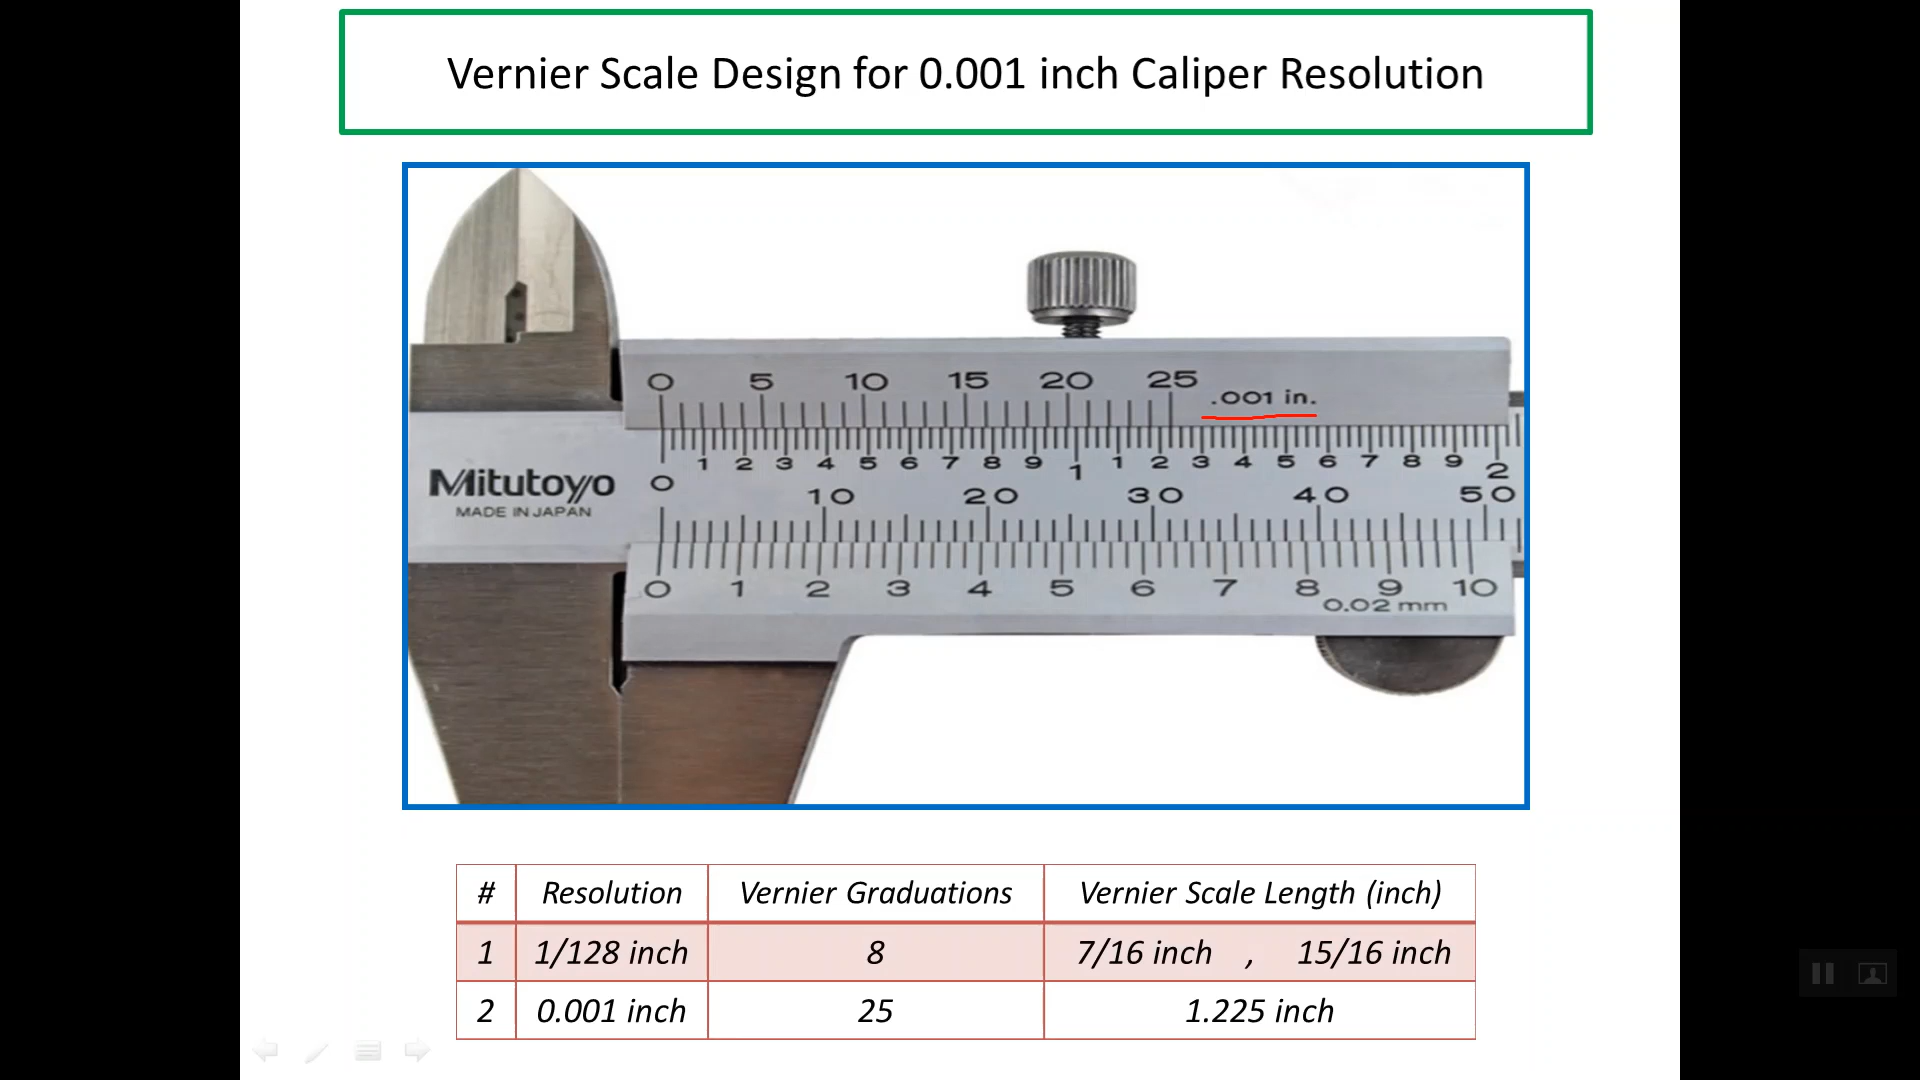 Vernier Scale Design for 0.001 inch Caliper Resolution
0 5 10 15 20 25
.001 in.
1 2 3 4 5 6 7 8 9 1 1 2 3 4 5 6 7 8 9 2
Mitutoyo
MADE IN JAPAN
0 10 20 30 40 50
0 1 2 3 4 5 6 7 8 9 10
0.02 mm
# Resolution Vernier Graduations Vernier Scale Length (inch)
1 1/128 inch 8 7/16 inch , 15/16 inch
2 0.001 inch 25 1.225 inch